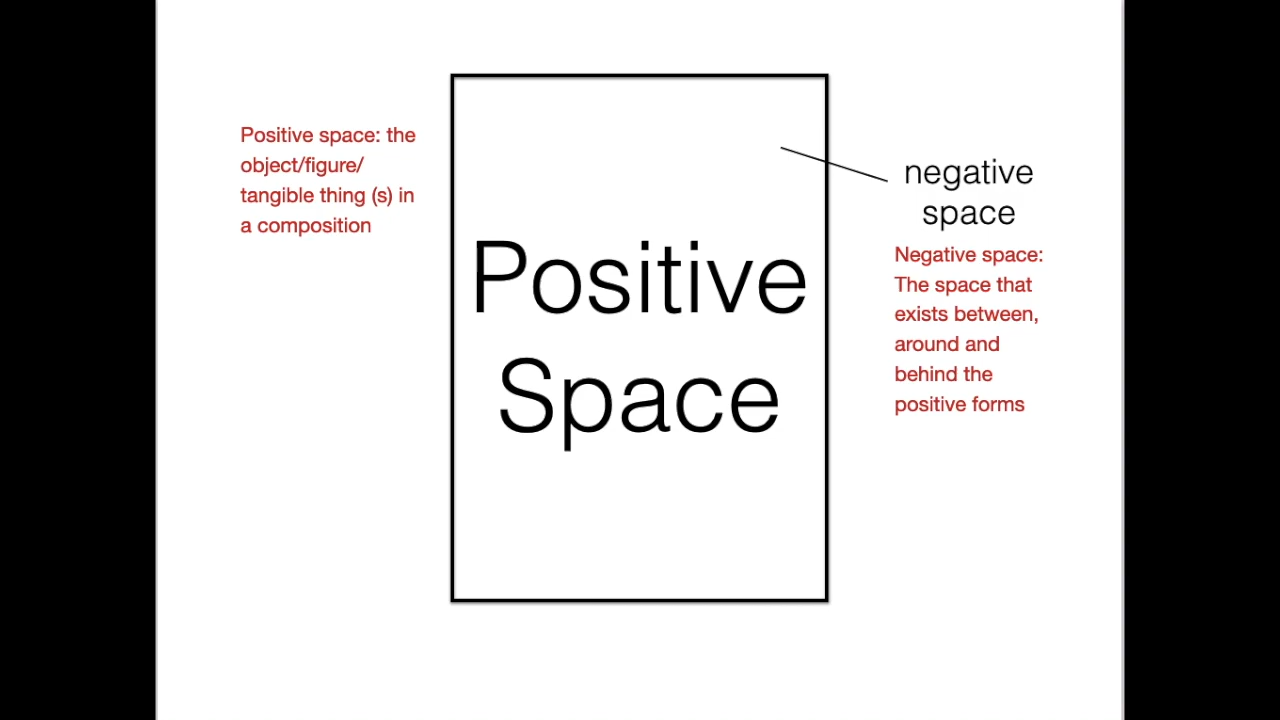 Positive space: the
object/figure/
tangible thing (s) in
a composition
Positive
Space
negative
space
Negative space:
The space that
exists between,
around and
behind the
positive forms